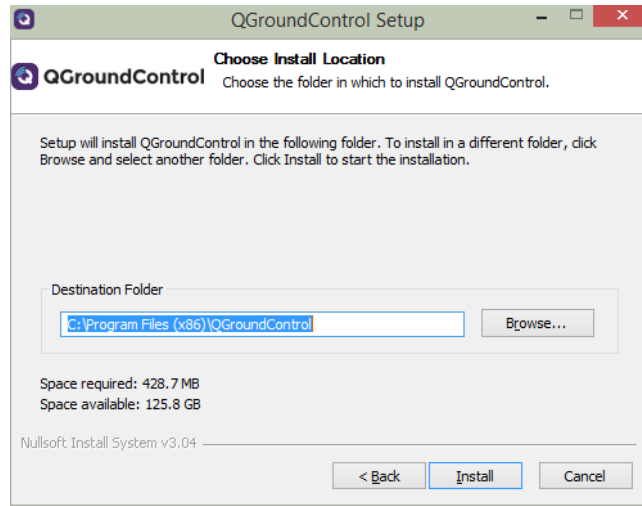 QGroundControl Setup
QGroundControl
Choose Install Location
Choose the folder in which to install QGroundControl.
Setup will install QGroundControl in the following folder. To install in a different folder, click
Browse and select another folder. Click Install to start the installation.
Destination Folder
C:\Program Files (x86)\QGroundControl
Browse...
Space required: 428.7 MB
Space available: 125.8 GB
Nullsoft Install System v3.04
< Back
Install
Cancel